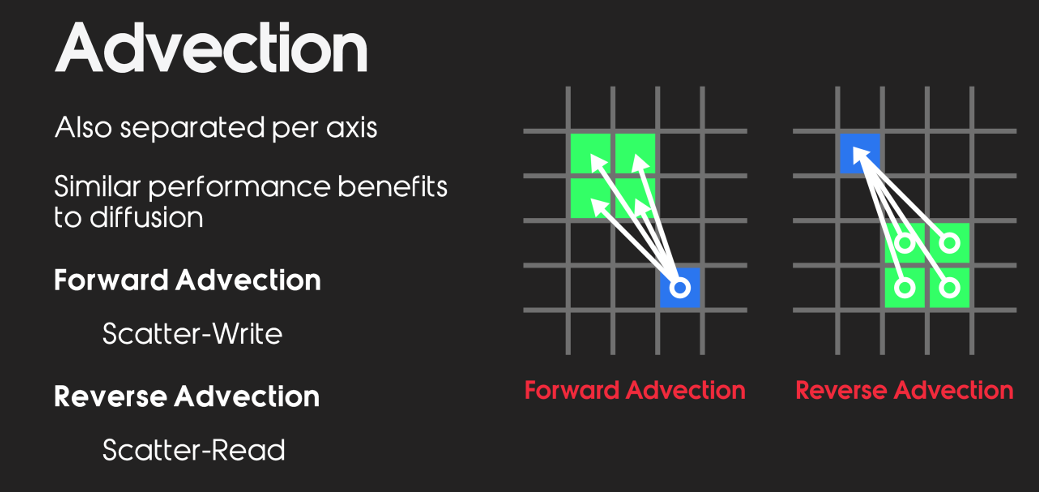 Advection
Also separated per axis
Similar performance benefits
to diffusion
Forward Advection
Scatter-Write
Reverse Advection
Scatter-Read
Forward Advection
Reverse Advection